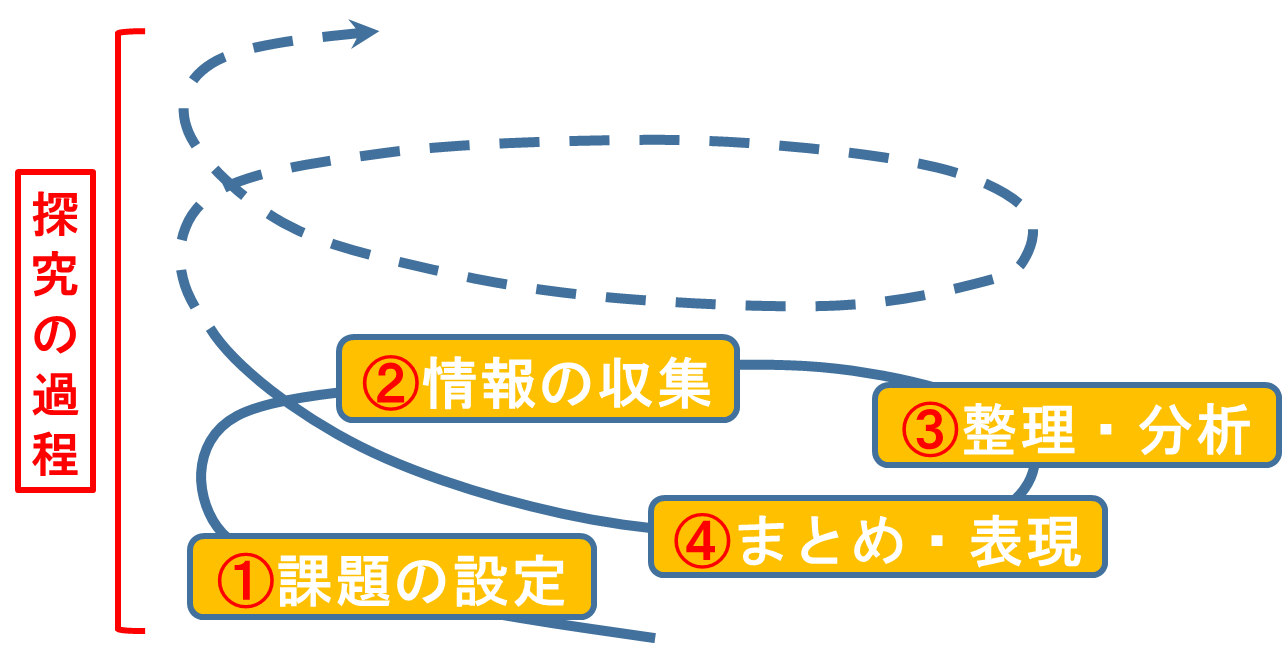 探究の過程
②情報の収集
③整理・分析
④まとめ・表現
①課題の設定